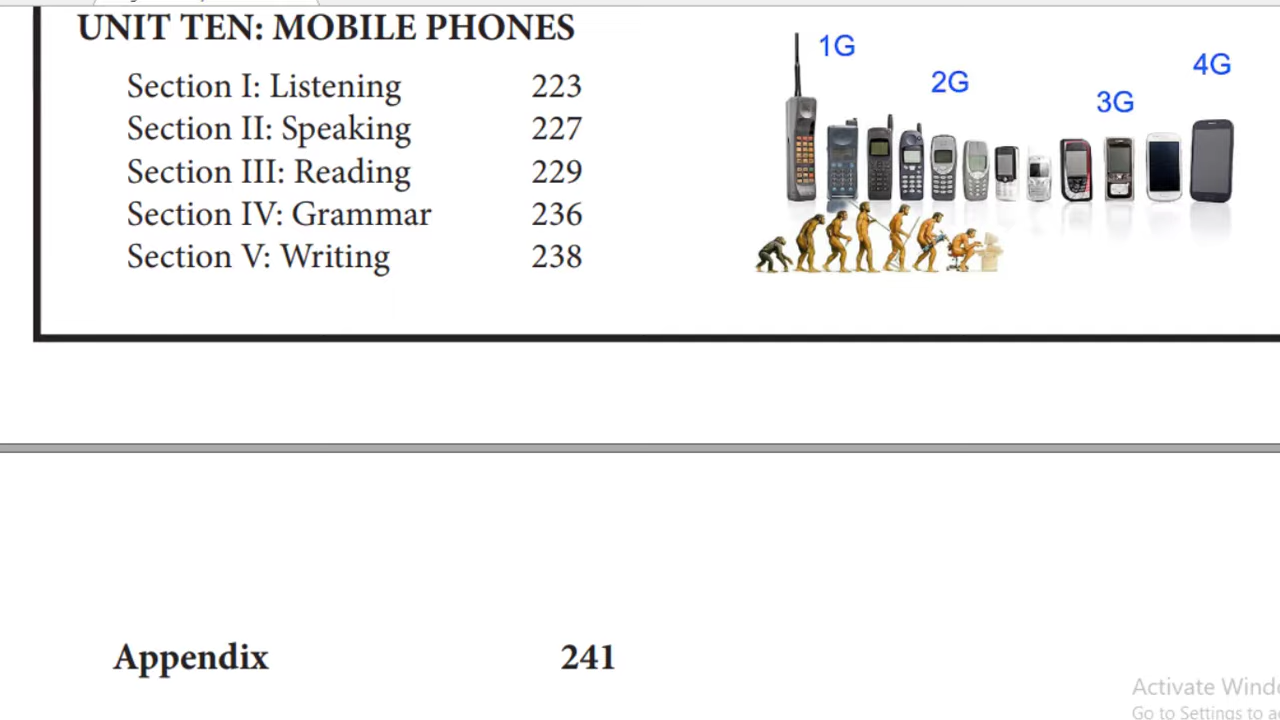 UNIT TEN: MOBILE PHONES
Section I: Listening 223
Section II: Speaking 227
Section III: Reading 229
Section IV: Grammar 236
Section V: Writing 238
1G
2G
3G
4G
Appendix 241
Activate Windo
Go to Settings to a